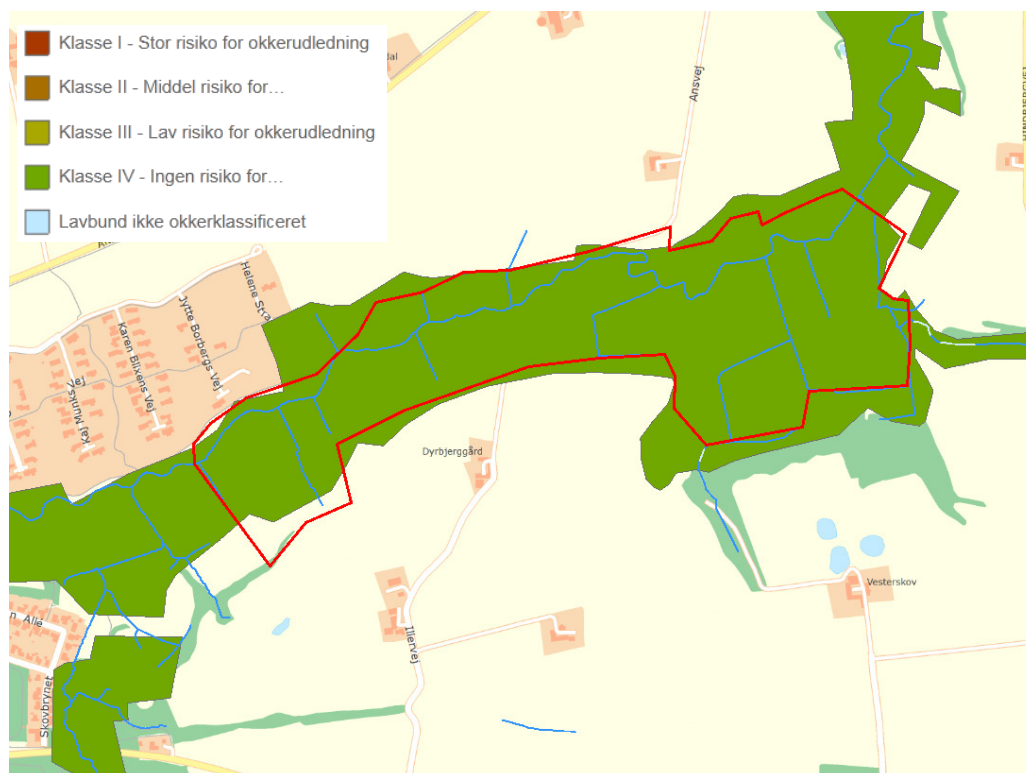 Klasse I - Stor risiko for okkerudledning
Klasse II - Middel risiko for…
Klasse III - Lav risiko for okkerudledning
Klasse IV - Ingen risiko for…
Lavbund ikke okkerklassificeret
Ansvej
Jytte Borbergs Vej
Karen Blixens Vej
Kaj Munks Vej
Dyrbjerggård
Vesterskov
Illervej
Skovbrynet